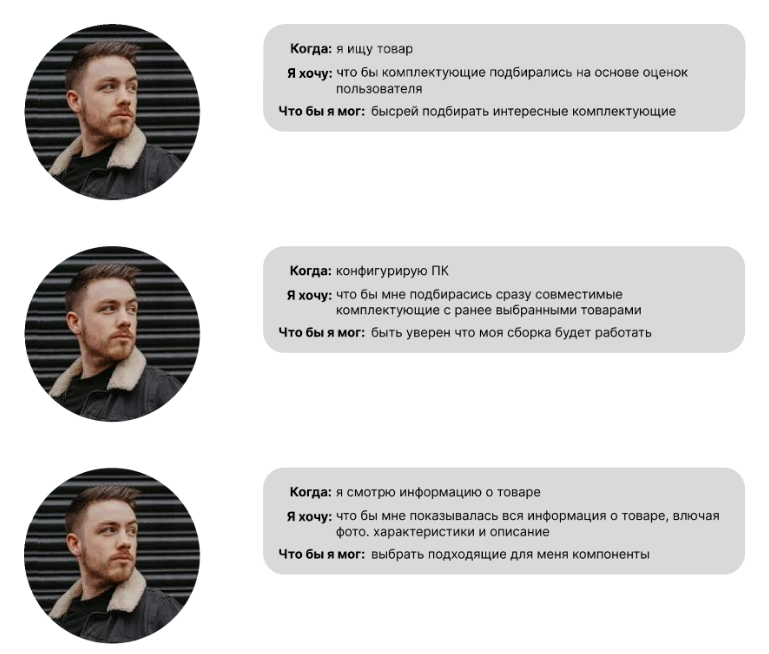 Когда: я ищу товар
Я хочу: что бы комплектующие подбирались на основе оценок
пользователя
Что бы я мог: бысрей подбирать интересные комплектующие
Когда: конфигурирую ПК
Я хочу: что бы мне подбирасись сразу совместимые
комплектующие с ранее выбранными товарами
Что бы я мог: быть уверен что моя сборка будет работать
Когда: я смотрю информацию о товаре
Я хочу: что бы мне показывалась вся информация о товаре, влючая
фото. характеристики и описание
Что бы я мог: выбрать подходящие для меня компоненты